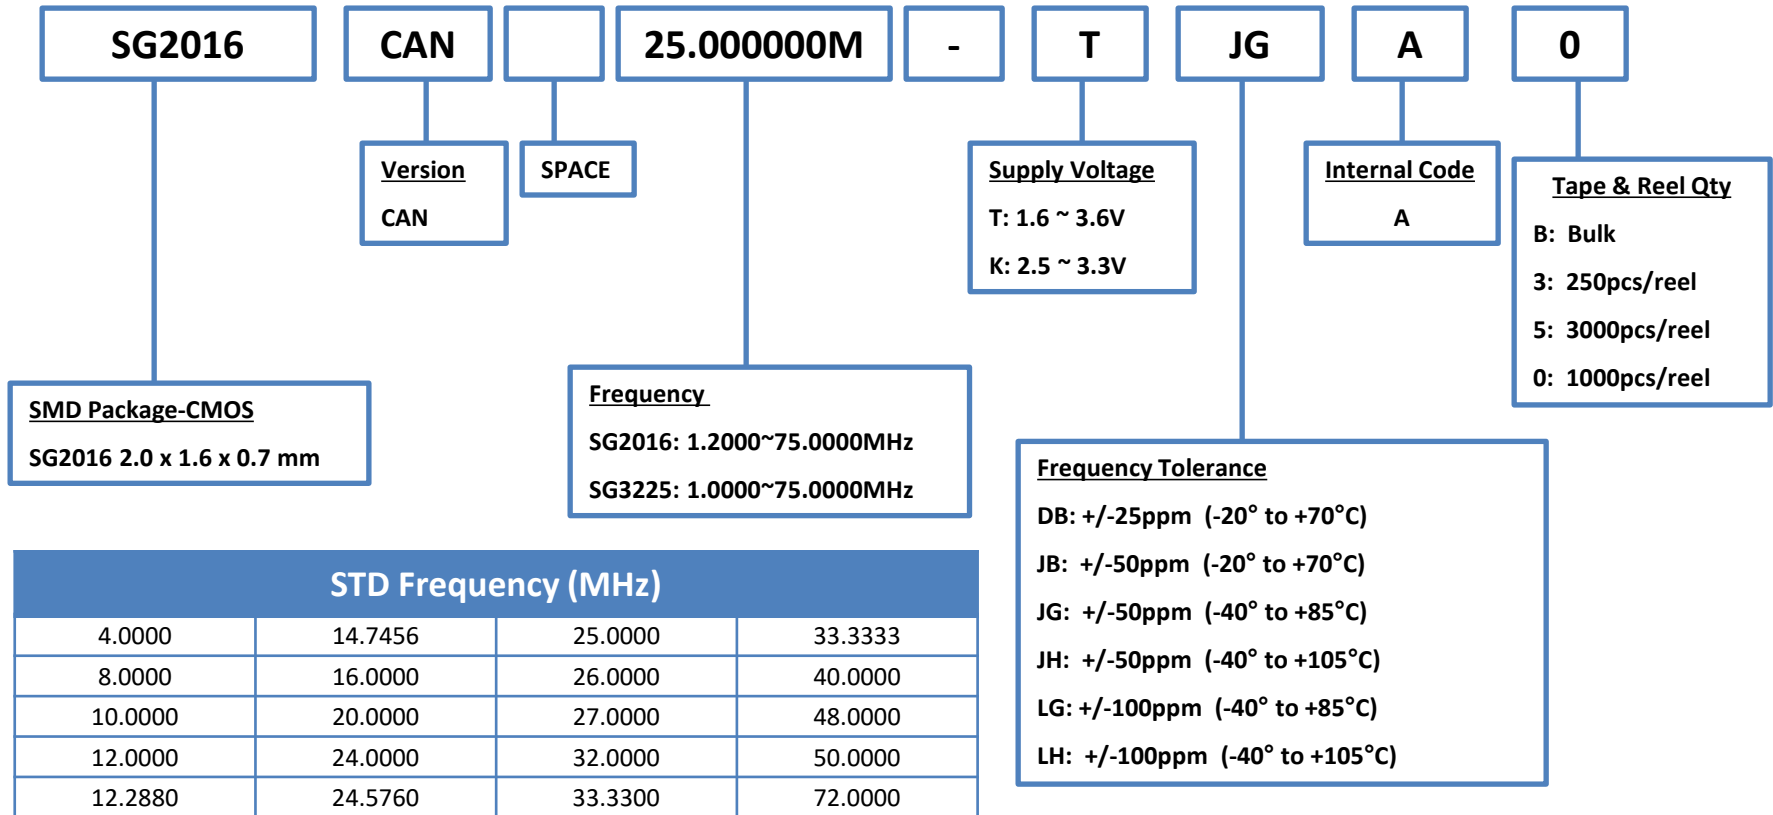 SG2016 CAN 25.000000M - T JG A 0
Version
CAN
SPACE
Supply Voltage
T: 1.6 ~ 3.6V
K: 2.5 ~ 3.3V
Internal Code
A
Tape & Reel Qty
B: Bulk
3: 250pcs/reel
5: 3000pcs/reel
0: 1000pcs/reel
SMD Package-CMOS
SG2016 2.0 x 1.6 x 0.7 mm
Frequency
SG2016: 1.2000~75.0000MHz
SG3225: 1.0000~75.0000MHz
Frequency Tolerance
DB: +/-25ppm (-20° to +70°C)
JB: +/-50ppm (-20° to +70°C)
JG: +/-50ppm (-40° to +85°C)
JH: +/-50ppm (-40° to +105°C)
LG: +/-100ppm (-40° to +85°C)
LH: +/-100ppm (-40° to +105°C)
STD Frequency (MHz)
4.0000 14.7456 25.0000 33.3333
8.0000 16.0000 26.0000 40.0000
10.0000 20.0000 27.0000 48.0000
12.0000 24.0000 32.0000 50.0000
12.2880 24.5760 33.3300 72.0000